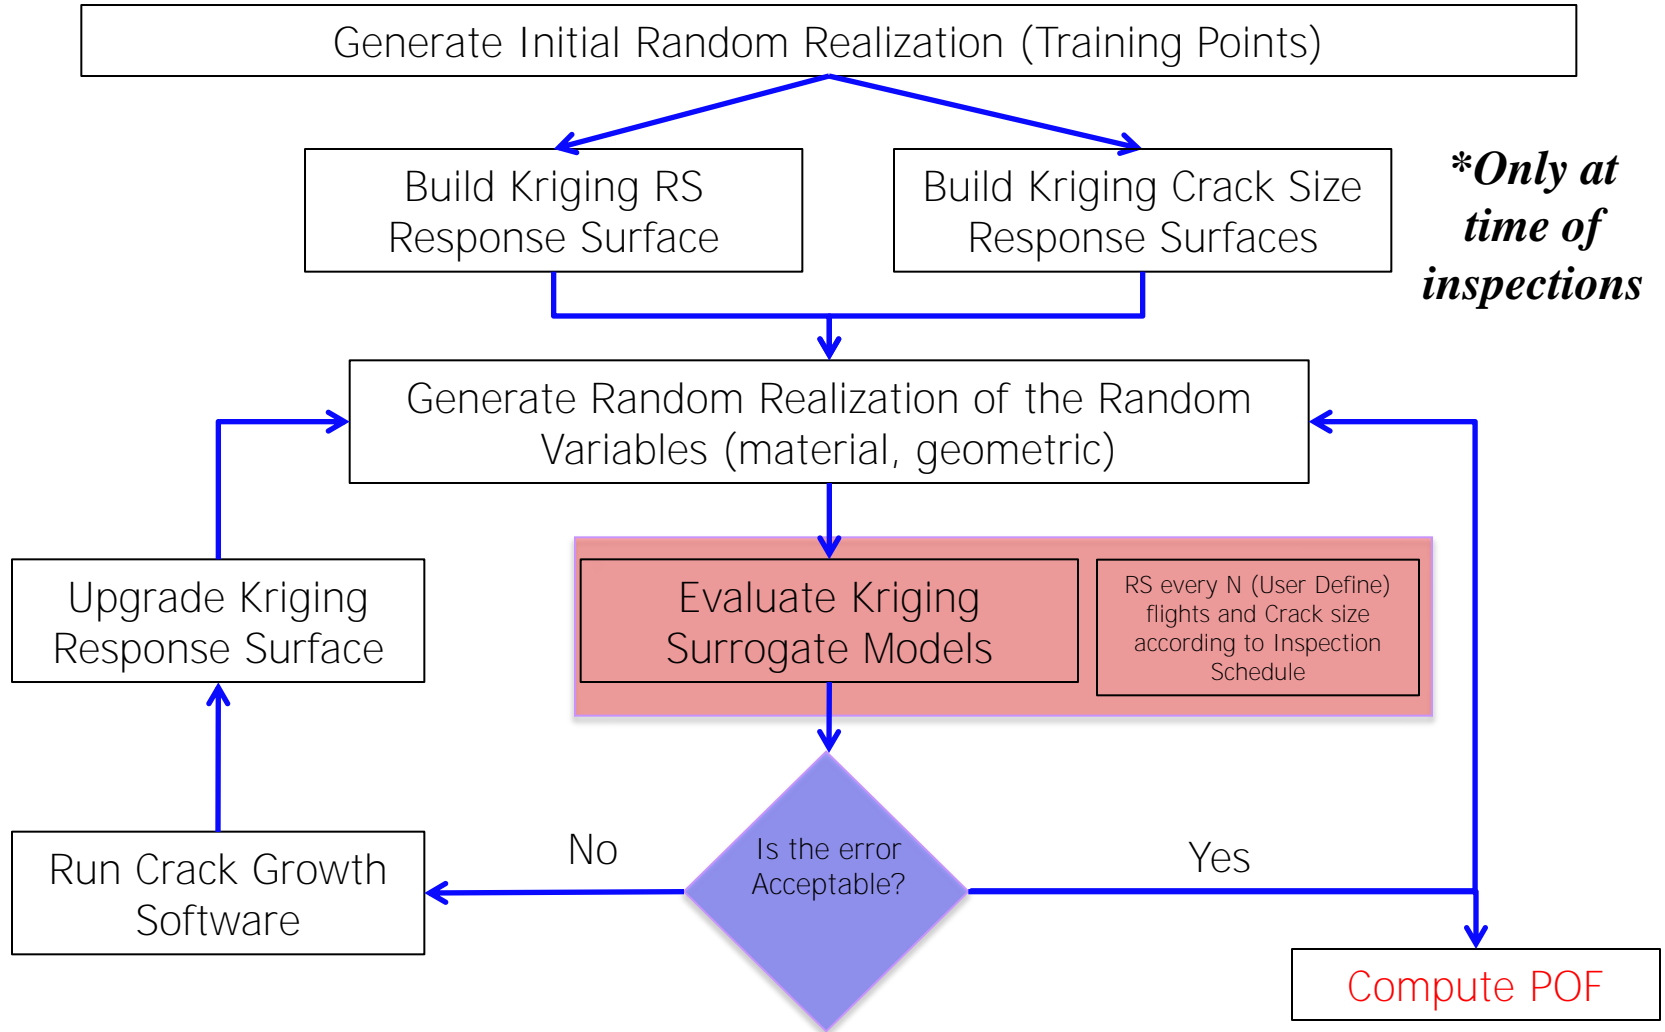 Generate Initial Random Realization (Training Points)
Build Kriging RS
Response Surface
Build Kriging Crack Size
Response Surfaces
*Only at
time of
inspections
Generate Random Realization of the Random
Variables (material, geometric)
Upgrade Kriging
Response Surface
Evaluate Kriging
Surrogate Models
RS every N (User Define)
flights and Crack size
according to Inspection
Schedule
Run Crack Growth
Software
No
Is the error
Acceptable?
Yes
Compute POF